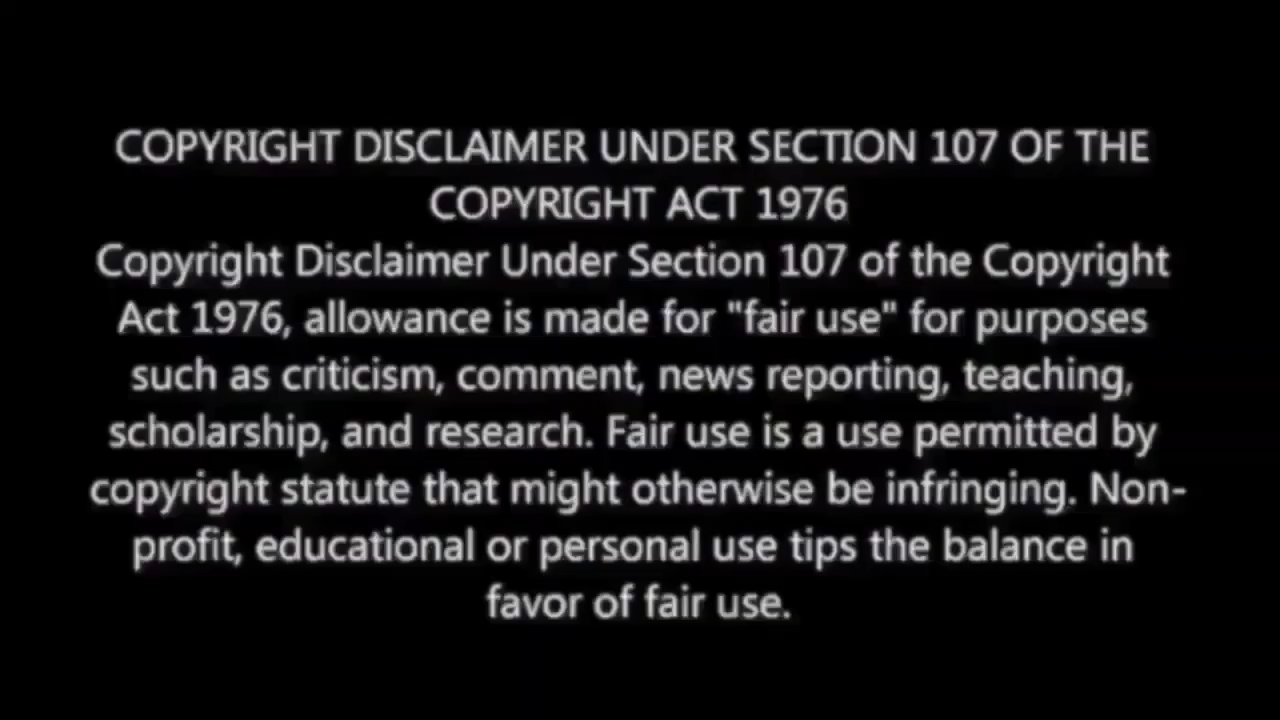 COPYRIGHT DISCLAIMER UNDER SECTION 107 OF THE
COPYRIGHT ACT 1976
Copyright Disclaimer Under Section 107 of the Copyright
Act 1976, allowance is made for "fair use" for purposes
such as criticism, comment, news reporting, teaching,
scholarship, and research. Fair use is a use permitted by
copyright statute that might otherwise be infringing. Non-
profit, educational or personal use tips the balance in
favor of fair use.